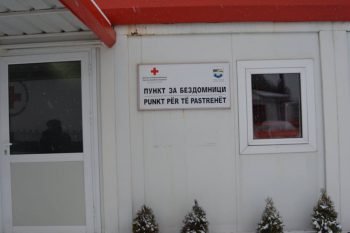 ПУНКТ ЗА БЕЗДОМНИЦИ
PUNKT PËR TË PASTREHËT